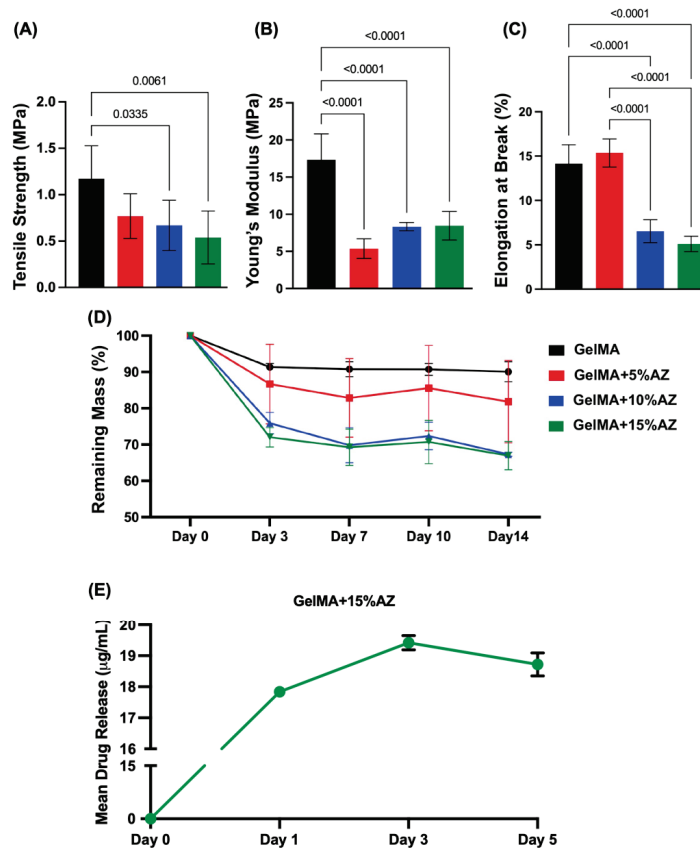 (A)
0.0061
0.0335
Tensile Strength (MPa)
2.0
1.5
1.0
0.5
0.0
(B)
<0.0001
<0.0001
<0.0001
Young's Modulus (MPa)
25
20
15
10
5
0
(C)
<0.0001
<0.0001
<0.0001
<0.0001
Elongation at Break (%)
20
15
10
5
0
(D)
Remaining Mass (%)
100
90
80
70
60
50
Day 0
Day 3
Day 7
Day 10
Day14
GelMA
GelMA+5%AZ
GelMA+10%AZ
GelMA+15%AZ
(E)
GelMA+15%AZ
Mean Drug Release (μg/mL)
20
19
18
17
16
15
0
Day 0
Day 1
Day 3
Day 5